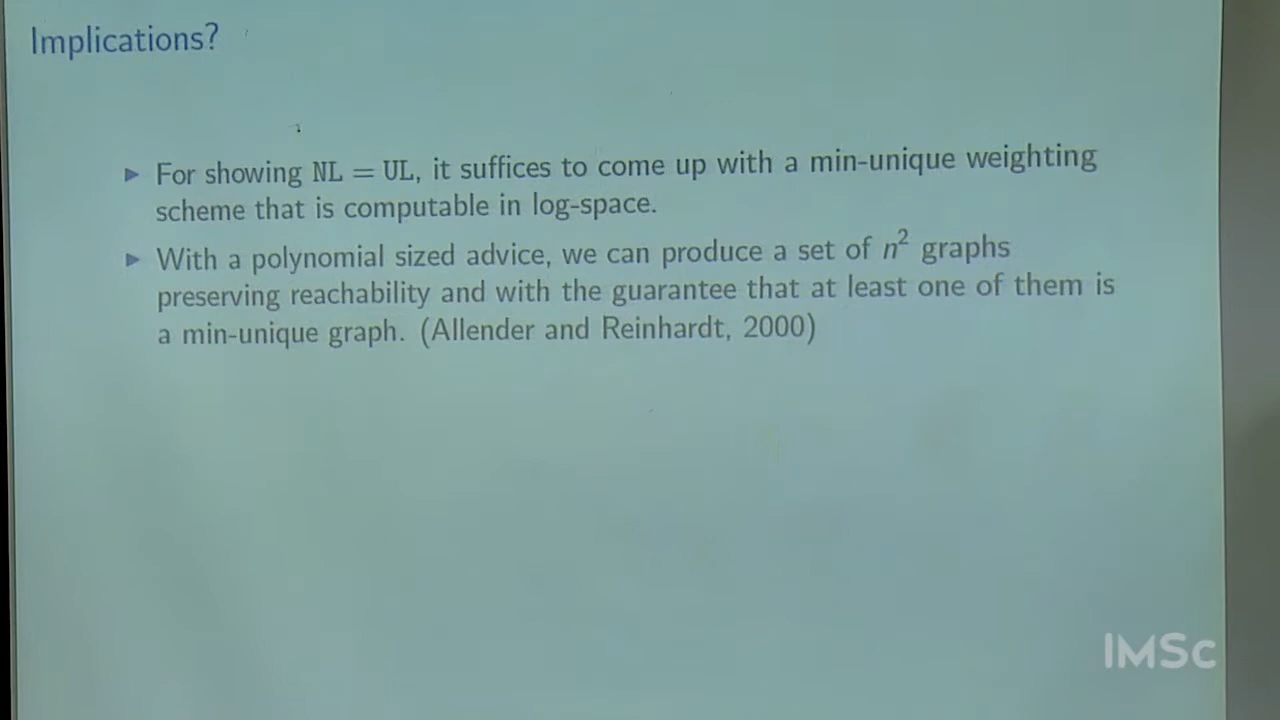 Implications?
▶ For showing NL = UL, it suffices to come up with a min-unique weighting
scheme that is computable in log-space.
▶ With a polynomial sized advice, we can produce a set of n² graphs
preserving reachability and with the guarantee that at least one of them is
a min-unique graph. (Allender and Reinhardt, 2000)
IMSc